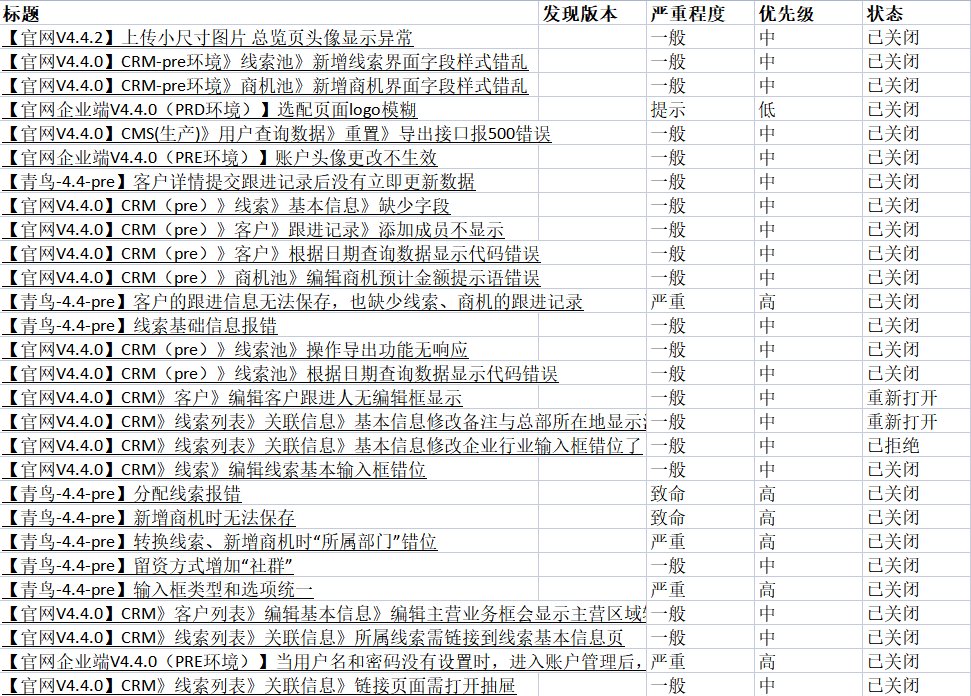 标题 发现版本 严重程度 优先级 状态
【官网V4.4.2】上传小尺寸图片 总览页头像显示异常 一般 中 已关闭
【官网V4.4.0】CRM-pre环境》线索池》新增线索界面字段样式错乱 一般 中 已关闭
【官网V4.4.0】CRM-pre环境》商机池》新增商机界面字段样式错乱 一般 中 已关闭
【官网企业端V4.4.0（PRD环境）】选配页面logo模糊 提示 低 已关闭
【官网V4.4.0】CMS(生产)》用户查询数据》重置》导出接口报500错误 一般 中 已关闭
【官网企业端V4.4.0（PRE环境）】账户头像更改不生效 一般 中 已关闭
【青鸟-4.4-pre】客户详情提交跟进记录后没有立即更新数据 一般 中 已关闭
【官网V4.4.0】CRM（pre）》线索》基本信息》缺少字段 一般 中 已关闭
【官网V4.4.0】CRM（pre）》客户》跟进记录》添加成员不显示 一般 中 已关闭
【官网V4.4.0】CRM（pre）》客户》根据日期查询数据显示代码错误 一般 中 已关闭
【官网V4.4.0】CRM（pre）》商机池》编辑商机预计金额提示语错误 一般 中 已关闭
【青鸟-4.4-pre】客户的跟进信息无法保存，也缺少线索、商机的跟进记录 严重 高 已关闭
【青鸟-4.4-pre】线索基础信息报错 一般 中 已关闭
【官网V4.4.0】CRM（pre）》线索池》操作导出功能无响应 一般 中 已关闭
【官网V4.4.0】CRM（pre）》线索池》根据日期查询数据显示代码错误 一般 中 已关闭
【官网V4.4.0】CRM》客户》编辑客户跟进人无编辑框显示 一般 中 重新打开
【官网V4.4.0】CRM》线索列表》关联信息》基本信息修改备注与总部所在地显示 一般 中 重新打开
【官网V4.4.0】CRM》线索列表》关联信息》基本信息修改企业行业输入框错位了 一般 中 已拒绝
【官网V4.4.0】CRM》线索》编辑线索基本输入框错位 一般 中 已关闭
【青鸟-4.4-pre】分配线索报错 致命 高 已关闭
【青鸟-4.4-pre】新增商机时无法保存 致命 高 已关闭
【青鸟-4.4-pre】转换线索、新增商机时“所属部门”错位 严重 高 已关闭
【青鸟-4.4-pre】留资方式增加“社群” 一般 中 已关闭
【青鸟-4.4-pre】输入框类型和选项统一 严重 高 已关闭
【官网V4.4.0】CRM》客户列表》编辑基本信息》编辑主营业务框会显示主营区域 一般 中 已关闭
【官网V4.4.0】CRM》线索列表》关联信息》所属线索需链接到线索基本信息页 一般 中 已关闭
【官网企业端V4.4.0（PRE环境）】当用户名和密码没有设置时，进入账户管理后， 严重 高 已关闭
【官网V4.4.0】CRM》线索列表》关联信息》链接页面需打开抽屉 一般 中 已关闭